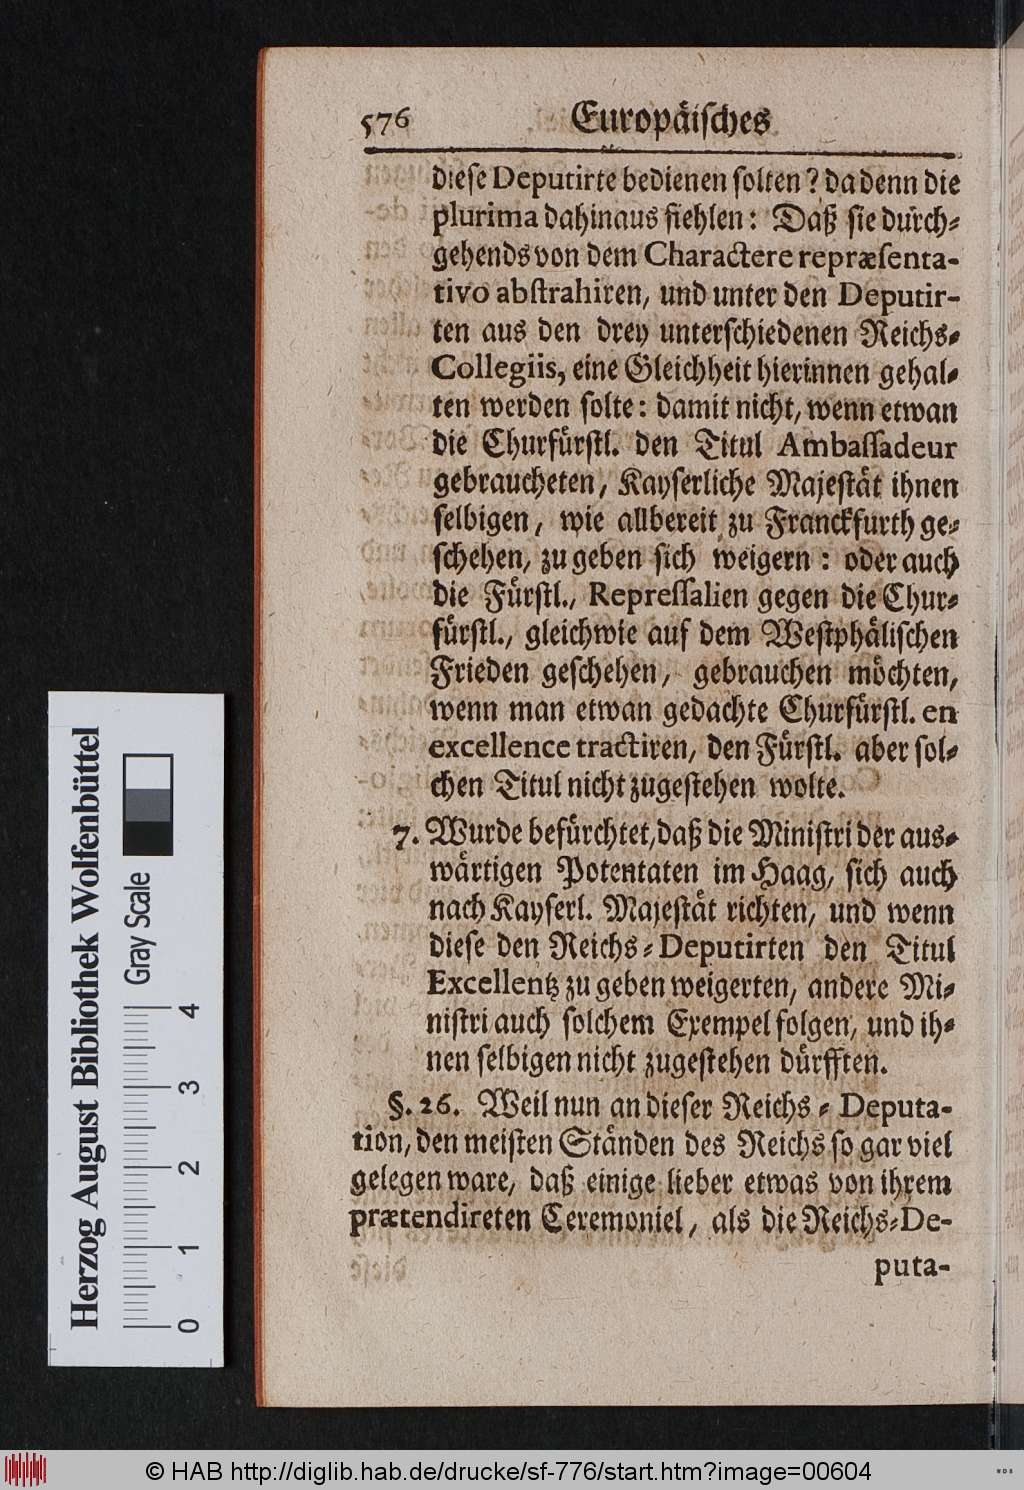 576 Europäiſches
dieſe Deputirte bedienen ſolten? da denn die
plurima dahinaus fiehlen: Daß ſie durch-
gehends von dem Charactere repræſenta-
tivo abſtrahiren, und unter den Deputir-
ten aus den drey unterſchiedenen Reichs-
Collegiis, eine Gleichheit hierinnen gehal-
ten werden ſolte: damit nicht, wenn etwan
die Churfürſtl. den Titul Ambaſſadeur
gebraucheten, Kayſerliche Majeſtät ihnen
ſelbigen, wie allbereit zu Franckfurth ge-
ſchehen, zu geben ſich weigern: oder auch
die Fürſtl., Repreſſalien gegen die Chur-
fürſtl., gleichwie auf dem Weſtphäliſchen
Frieden geſchehen, gebrauchen möchten,
wenn man etwan gedachte Churfürſtl. en
excellence tractiren, den Fürſtl. aber ſol-
chen Titul nicht zugeſtehen wolte.
7. Wurde befürchtet, daß die Miniſtri der aus-
wärtigen Potentaten im Haag, ſich auch
nach Kayſerl. Majeſtät richten, und wenn
dieſe den Reichs-Deputirten den Titul
Excellentz zu geben weigerten, andere Mi-
niſtri auch ſolchem Exempel folgen, und ih-
nen ſelbigen nicht zugeſtehen dürfften.
§. 26. Weil nun an dieſer Reichs-Deputa-
tion, den meiſten Ständen des Reichs ſo gar viel
gelegen ware, daß einige lieber etwas von ihrem
prætendireten Ceremoniel, als die Reichs-De-
puta-
Herzog August Bibliothek Wolfenbüttel
Gray Scale
0 1 2 3 4
© HAB http://diglib.hab.de/drucke/sf-776/start.htm?image=00604